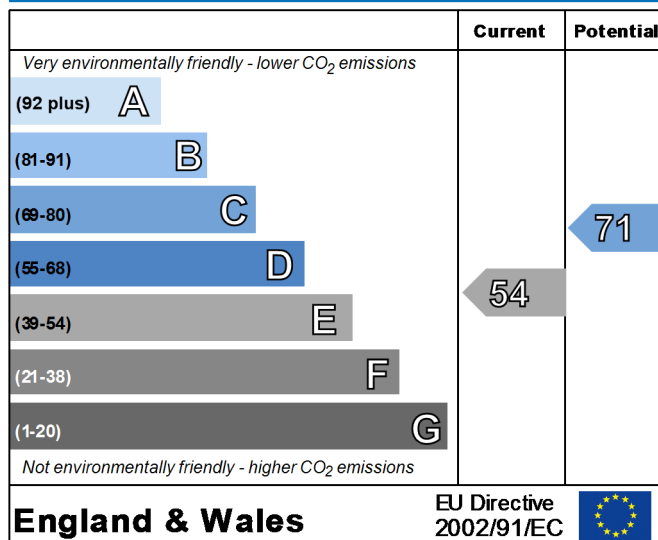 Current Potential
Very environmentally friendly - lower CO2 emissions
(92 plus) A
(81-91) B
(69-80) C
71
(55-68) D
54
(39-54) E
(21-38) F
(1-20) G
Not environmentally friendly - higher CO2 emissions
England & Wales
EU Directive
2002/91/EC